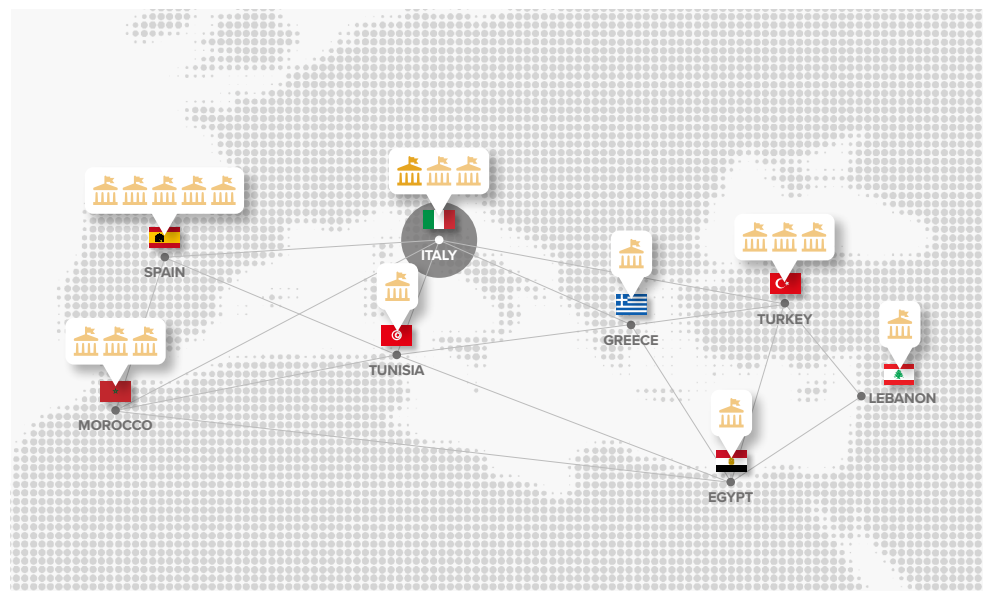 ITALY
SPAIN
TURKEY
GREECE
TUNISIA
LEBANON
MOROCCO
EGYPT